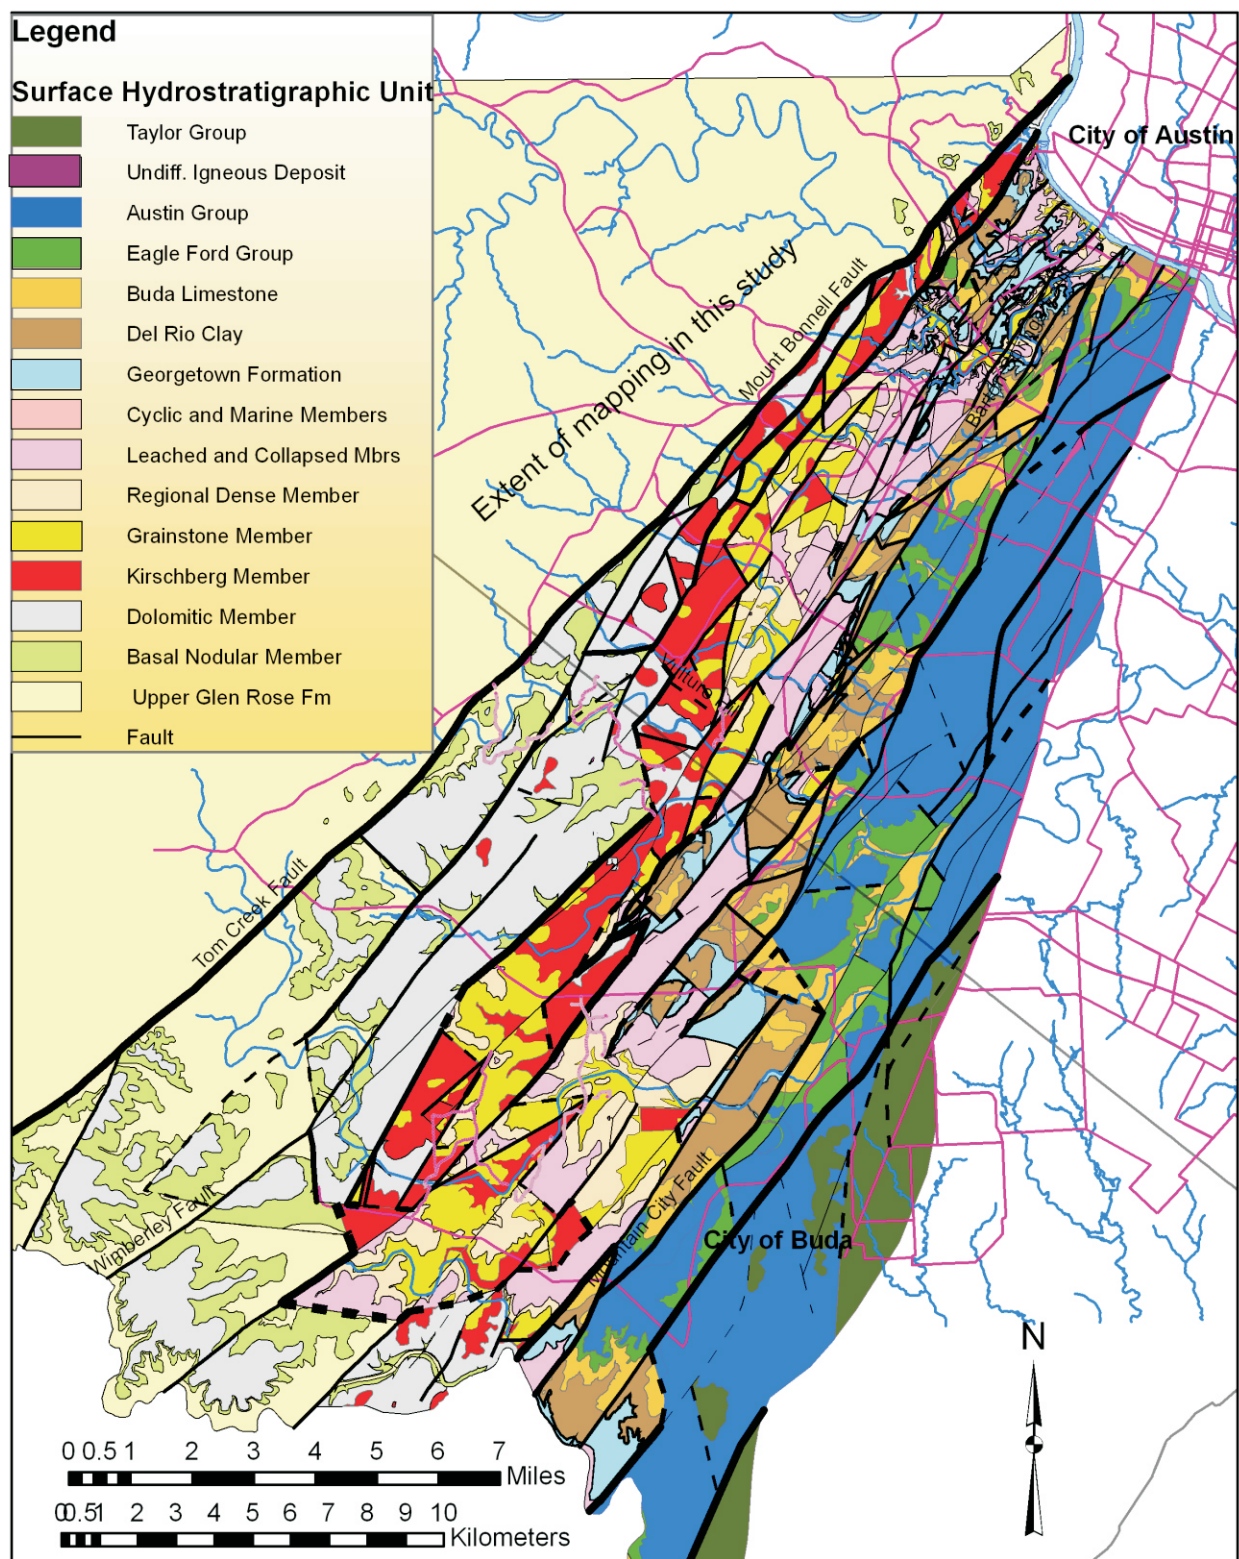 Legend
Surface Hydrostratigraphic Unit
Taylor Group
Undiff. Igneous Deposit
Austin Group
Eagle Ford Group
Buda Limestone
Del Rio Clay
Georgetown Formation
Cyclic and Marine Members
Leached and Collapsed Mbrs
Regional Dense Member
Grainstone Member
Kirschberg Member
Dolomitic Member
Basal Nodular Member
Upper Glen Rose Fm
Fault
City of Austin
Extent of mapping in this study
Mount Bonnell Fault
Tom Creek Fault
Wimberley Fault
Mountain City Fault
City of Buda
N
0 0.5 1 2 3 4 5 6 7
Miles
0 0.5 1 2 3 4 5 6 7 8 9 10
Kilometers